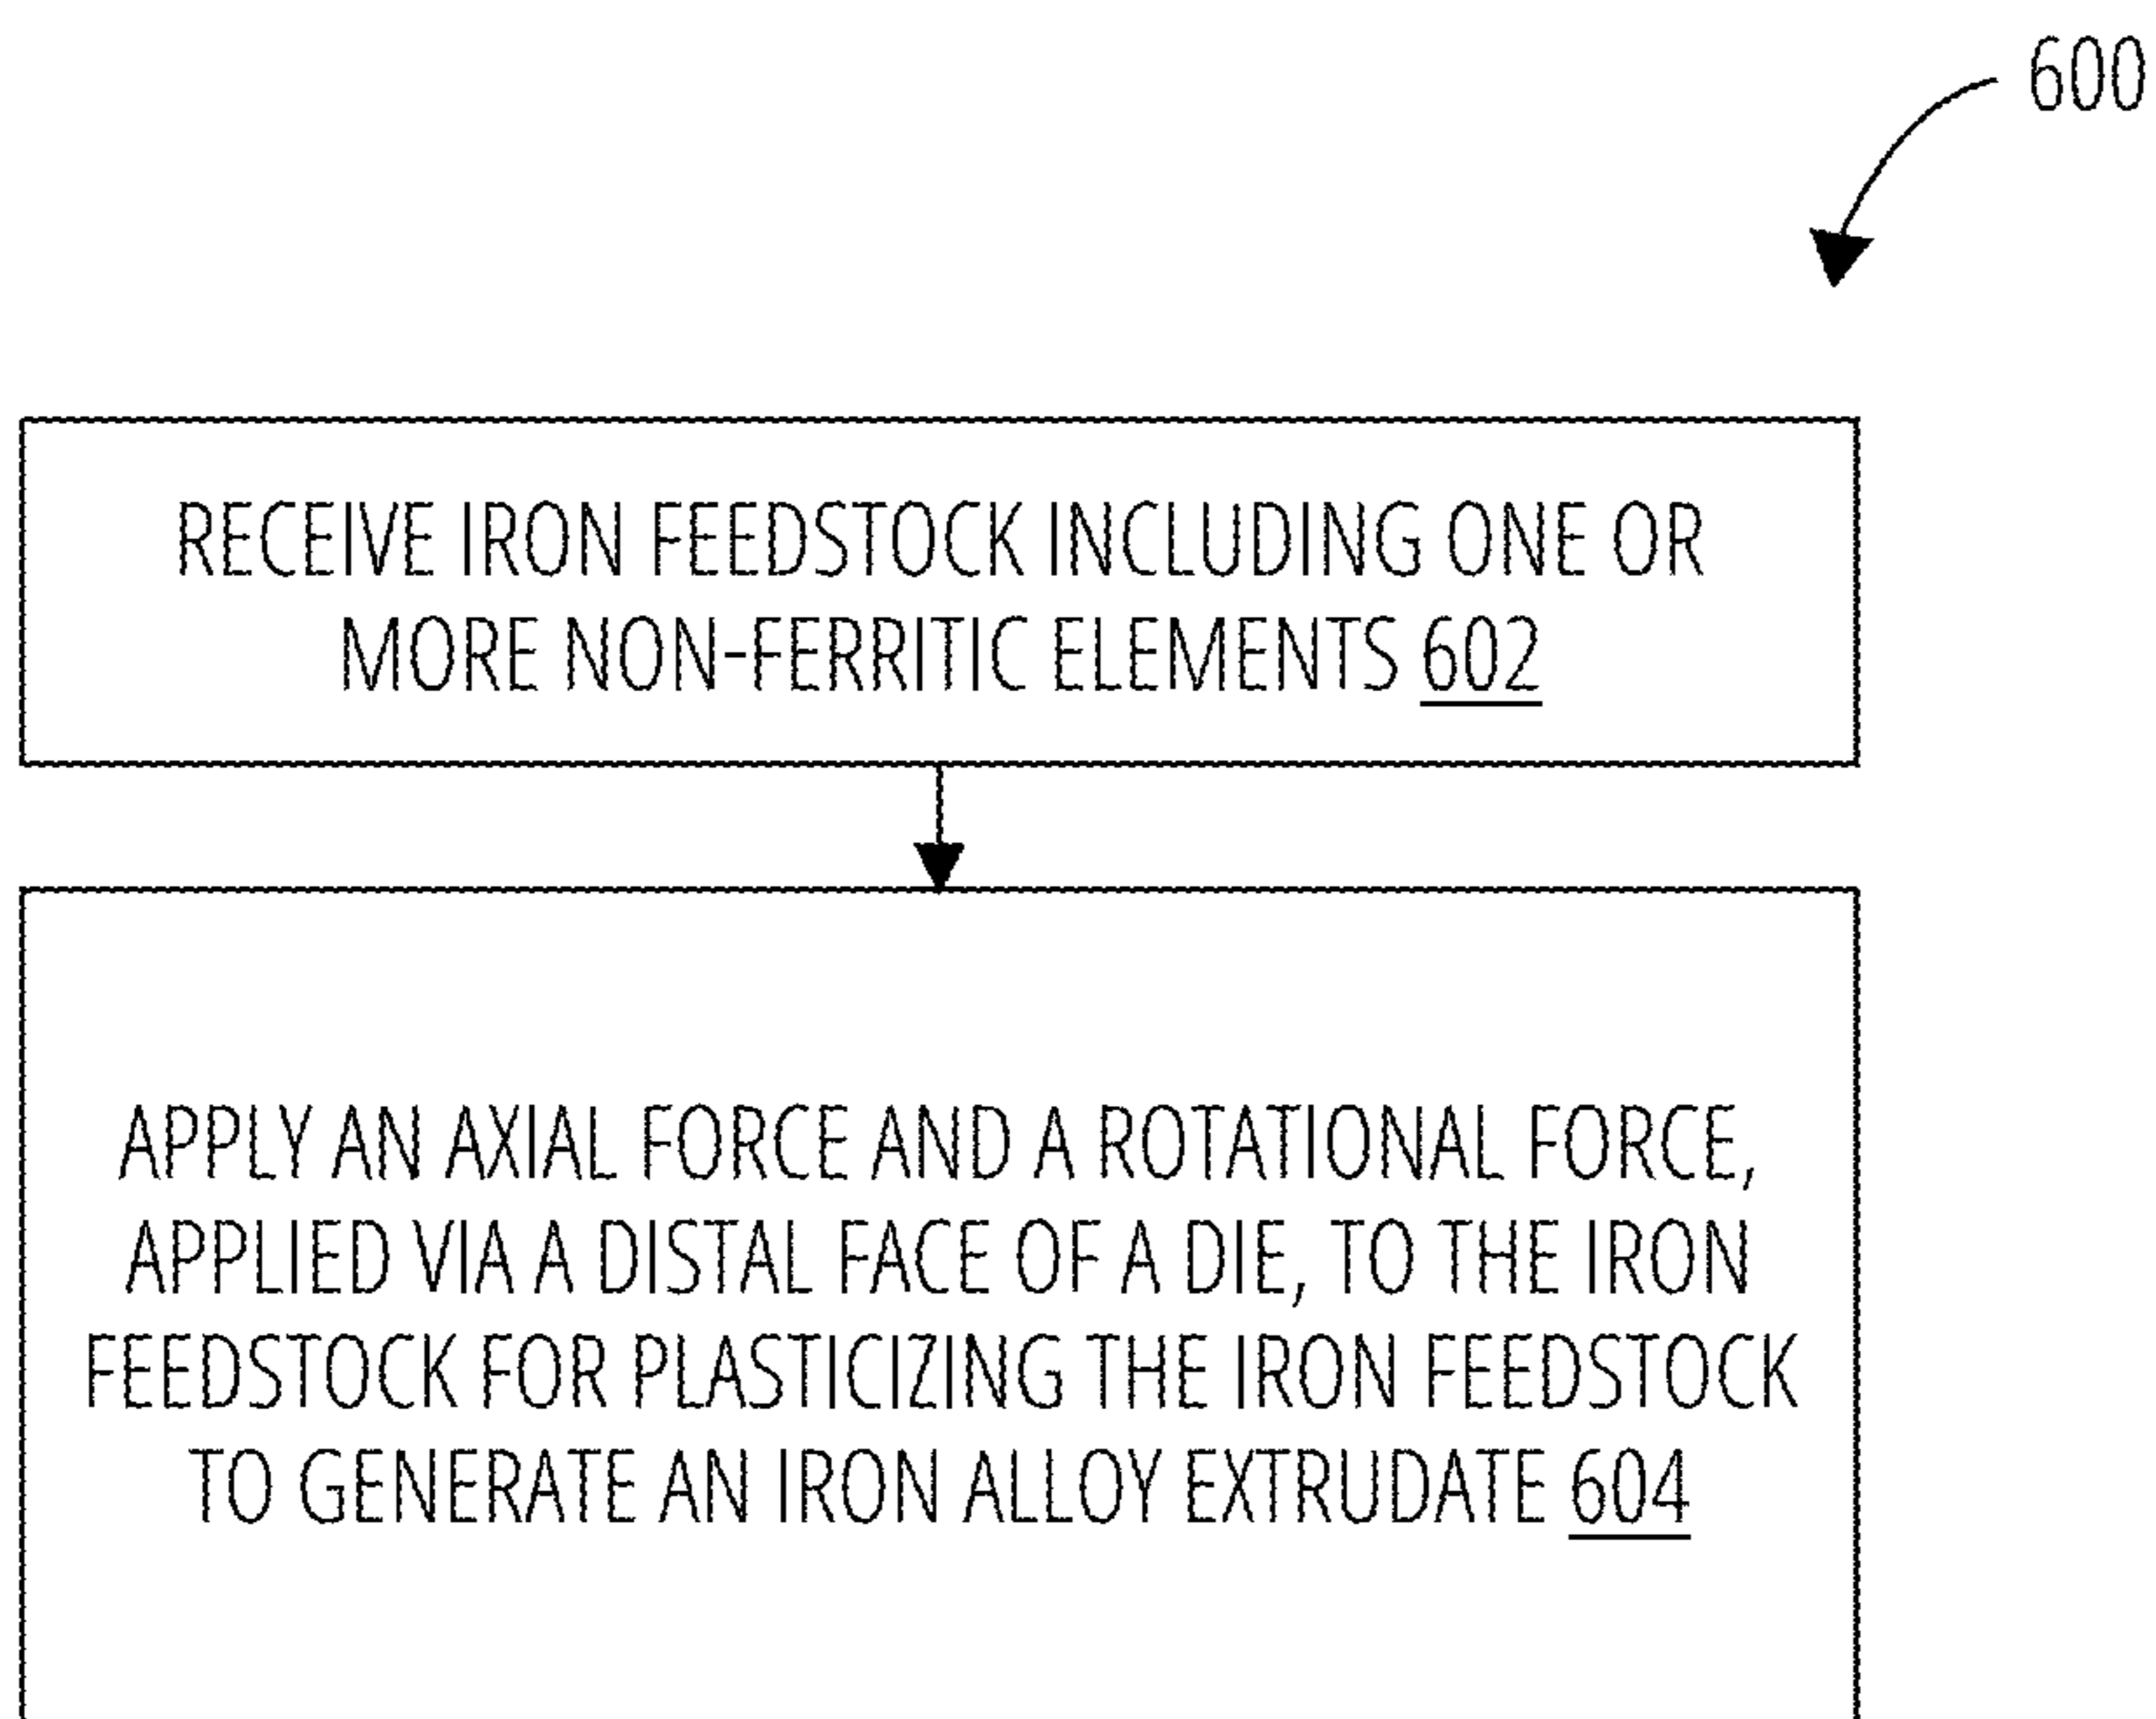 600
RECEIVE IRON FEEDSTOCK INCLUDING ONE OR
MORE NON-FERRITIC ELEMENTS 602
APPLY AN AXIAL FORCE AND A ROTATIONAL FORCE,
APPLIED VIA A DISTAL FACE OF A DIE, TO THE IRON
FEEDSTOCK FOR PLASTICIZING THE IRON FEEDSTOCK
TO GENERATE AN IRON ALLOY EXTRUDATE 604